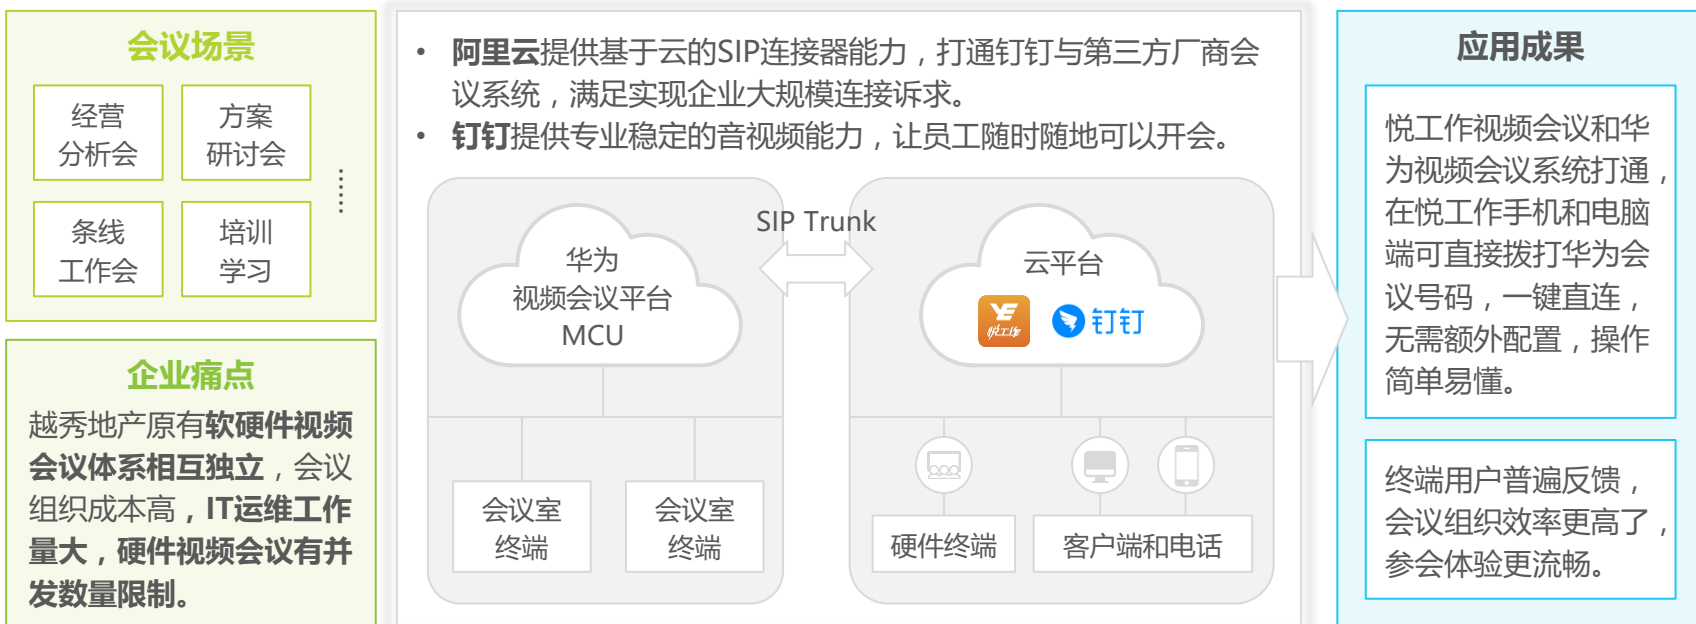 会议场景
经营
分析会
方案
研讨会
条线
工作会
培训
学习
……
企业痛点
越秀地产原有软硬件视频
会议体系相互独立，会议
组织成本高，IT运维工作
量大，硬件视频会议有并
发数量限制。
• 阿里云提供基于云的SIP连接器能力，打通钉钉与第三方厂商会
议系统，满足实现企业大规模连接诉求。
• 钉钉提供专业稳定的音视频能力，让员工随时随地可以开会。
华为
视频会议平台
MCU
SIP Trunk
云平台
YE
悦工作
钉钉
会议室
终端
会议室
终端
硬件终端
客户端和电话
应用成果
悦工作视频会议和华
为视频会议系统打通，
在悦工作手机和电脑
端可直接拨打华为会
议号码，一键直连，
无需额外配置，操作
简单易懂。
终端用户普遍反馈，
会议组织效率更高了，
参会体验更流畅。